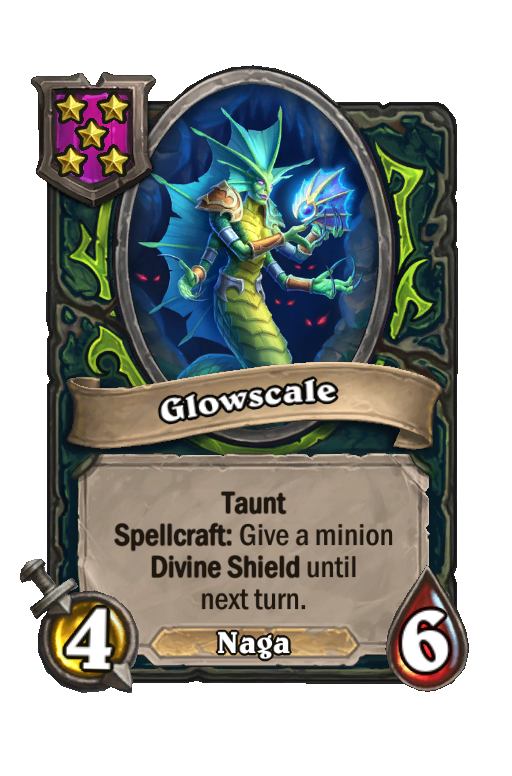 Glowscale
Taunt
Spellcraft: Give a minion
Divine Shield until
next turn.
4
Naga
6